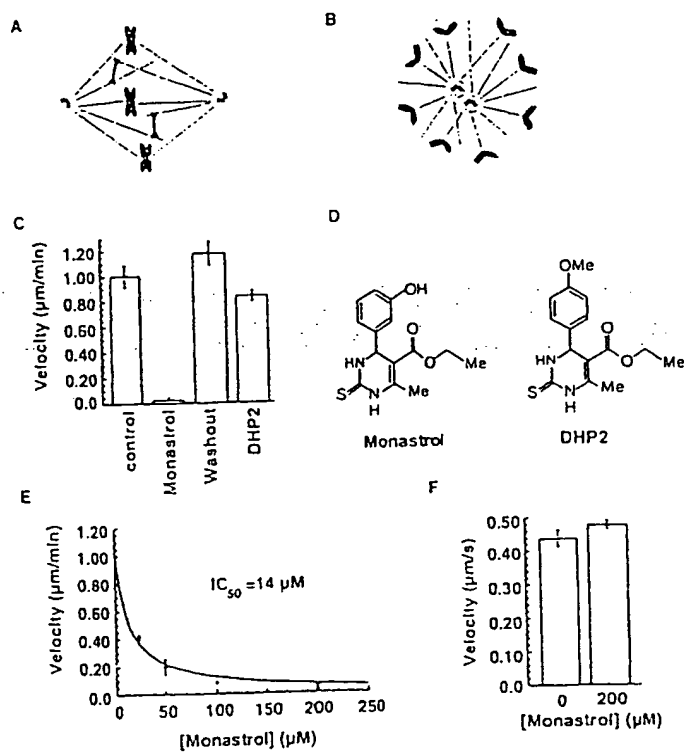 A
B
C
Velocity (µm/min)
1.20
1.00
0.80
0.60
0.40
0.20
0.00
control
Monastrol
Washout
DHP2
D
OH
O
O
Me
HN
S
N
H
Me
Monastrol
OMe
O
O
Me
HN
S
N
H
Me
DHP2
E
Velocity (µm/min)
1.20
1.00
0.80
0.60
0.40
0.20
0.0
IC50 =14 µM
0 50 100 150 200 250
[Monastrol] (µM)
F
Velocity (µm/s)
0.50
0.40
0.30
0.20
0.10
0.0
0 200
[Monastrol] (µM)